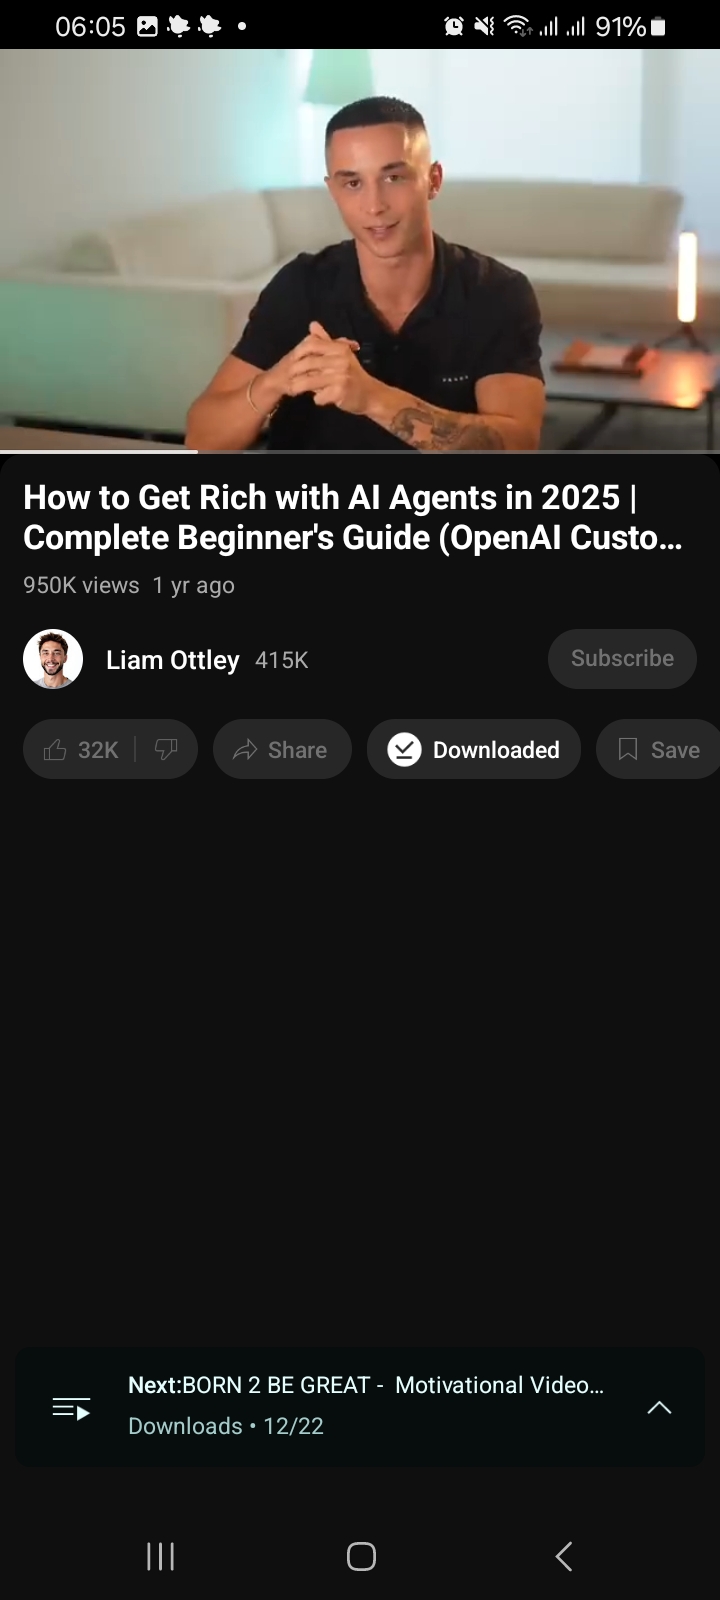 06:05 91%
How to Get Rich with AI Agents in 2025 |
Complete Beginner's Guide (OpenAI Custo...
950K views 1 yr ago
Liam Ottley 415K Subscribe
32K Share Downloaded Save
Next:BORN 2 BE GREAT - Motivational Video...
Downloads • 12/22